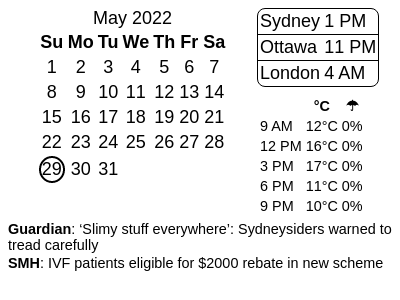 May 2022
Su Mo Tu We Th Fr Sa
1 2 3 4 5 6 7
8 9 10 11 12 13 14
15 16 17 18 19 20 21
22 23 24 25 26 27 28
29 30 31
Sydney 1 PM
Ottawa 11 PM
London 4 AM
°C ☂
9 AM 12°C 0%
12 PM 16°C 0%
3 PM 17°C 0%
6 PM 11°C 0%
9 PM 10°C 0%
Guardian: ‘Slimy stuff everywhere’: Sydneysiders warned to
tread carefully
SMH: IVF patients eligible for $2000 rebate in new scheme